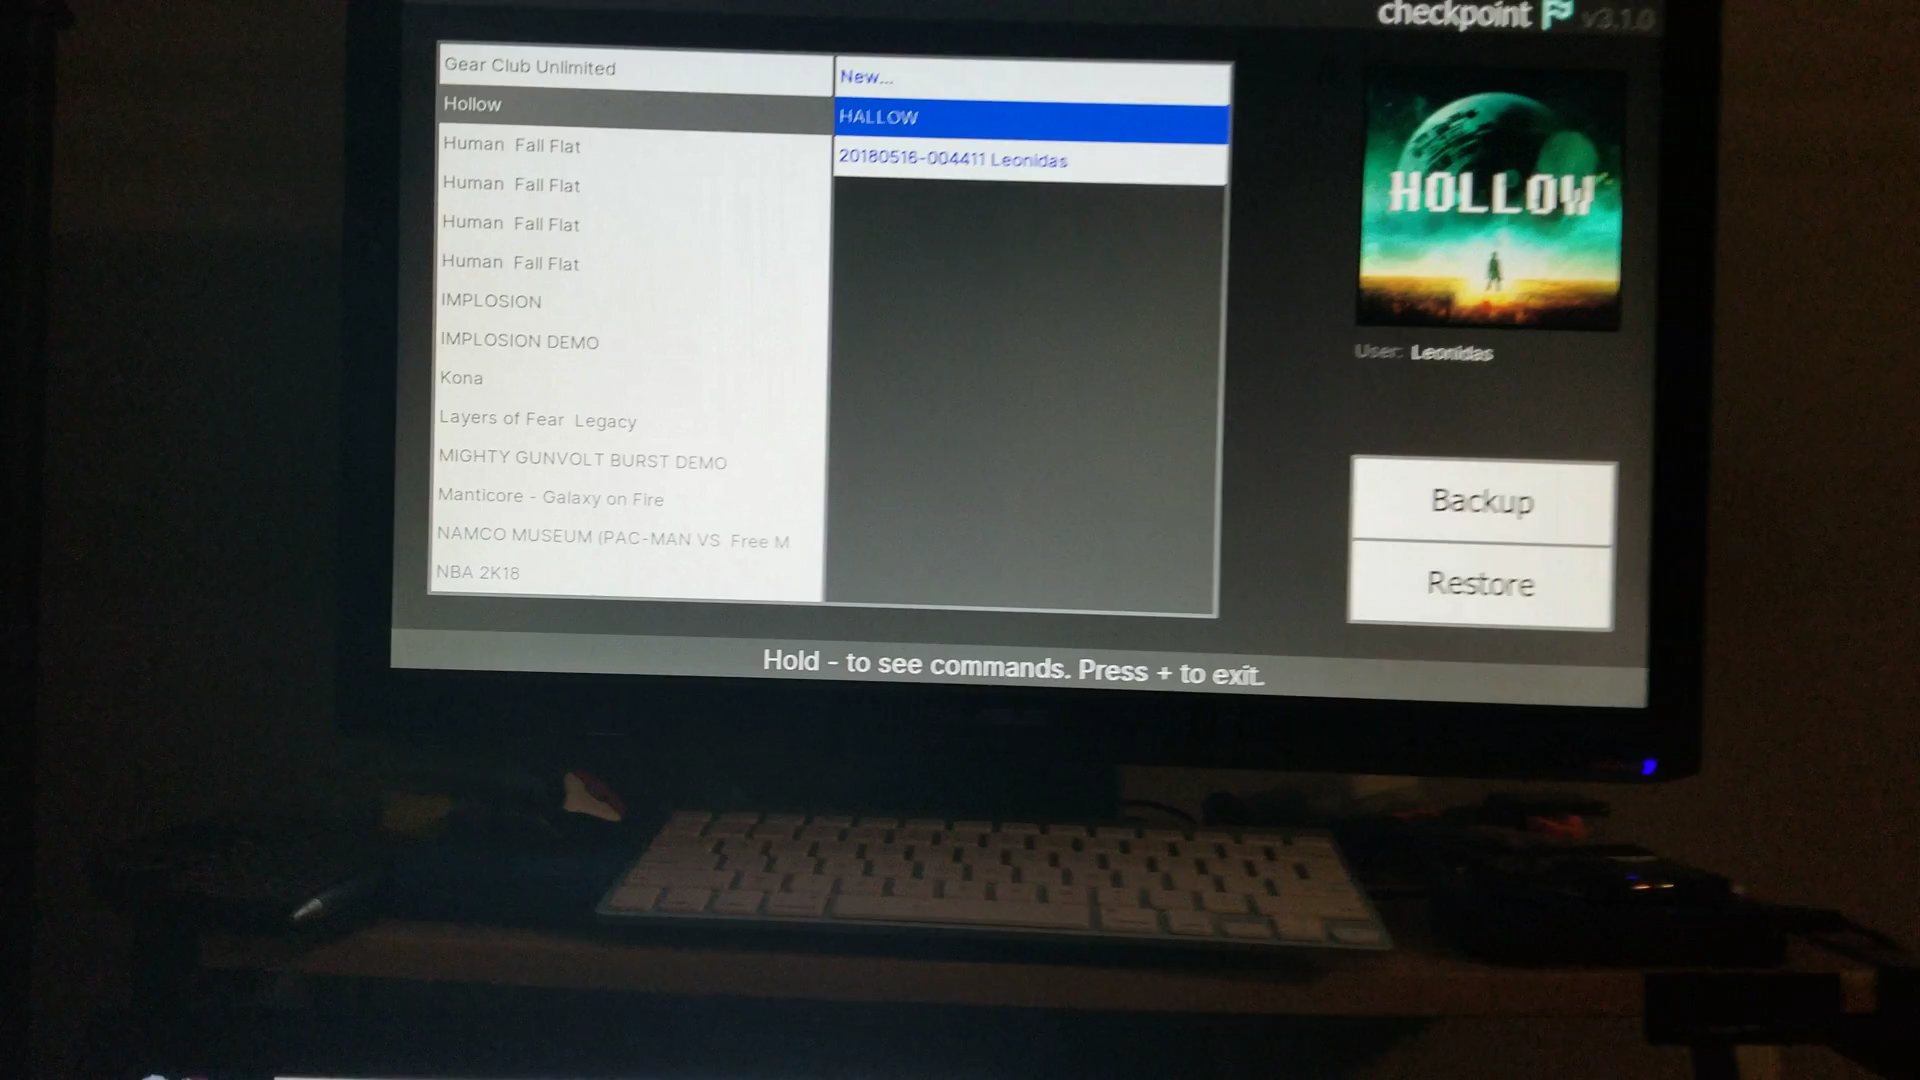 checkpoint v3.1.0
Gear Club Unlimited
Hollow
Human Fall Flat
Human Fall Flat
Human Fall Flat
Human Fall Flat
IMPLOSION
IMPLOSION DEMO
Kona
Layers of Fear Legacy
MIGHTY GUNVOLT BURST DEMO
Manticore - Galaxy on Fire
NAMCO MUSEUM (PAC-MAN VS Free M
NBA 2K18
New...
HALLOW
20180516-004411 Leonidas
HOLLOW
User: Leonidas
Backup
Restore
Hold - to see commands. Press + to exit.